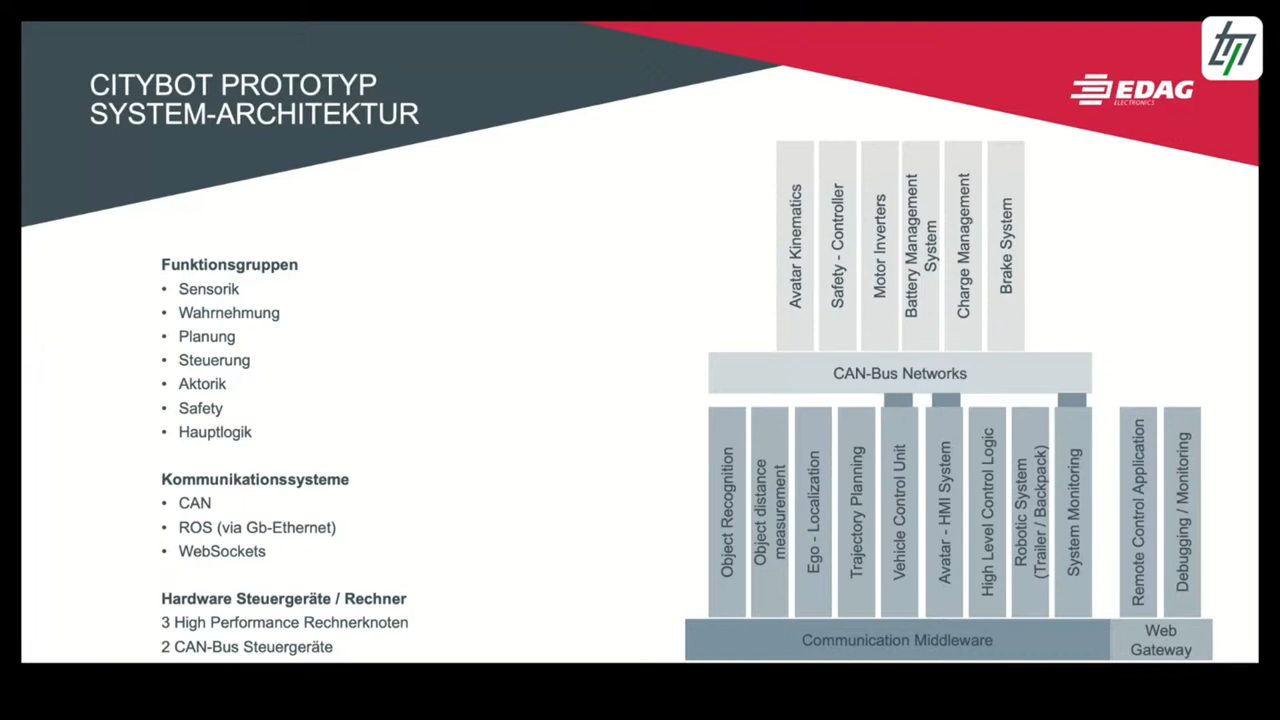 CITYBOT PROTOTYP
SYSTEM-ARCHITEKTUR
EDAG
ELECTRONICS
Funktionsgruppen
• Sensorik
• Wahrnehmung
• Planung
• Steuerung
• Aktorik
• Safety
• Hauptlogik
Kommunikationssysteme
• CAN
• ROS (via Gb-Ethernet)
• WebSockets
Hardware Steuergeräte / Rechner
3 High Performance Rechnerknoten
2 CAN-Bus Steuergeräte
Avatar Kinematics
Safety - Controller
Motor Inverters
Battery Management
System
Charge Management
Brake System
CAN-Bus Networks
Object Recognition
Object distance
measurement
Ego - Localization
Trajectory Planning
Vehicle Control Unit
Avatar - HMI System
High Level Control Logic
Robotic System
(Trailer / Backpack)
System Monitoring
Remote Control Application
Debugging / Monitoring
Communication Middleware
Web
Gateway